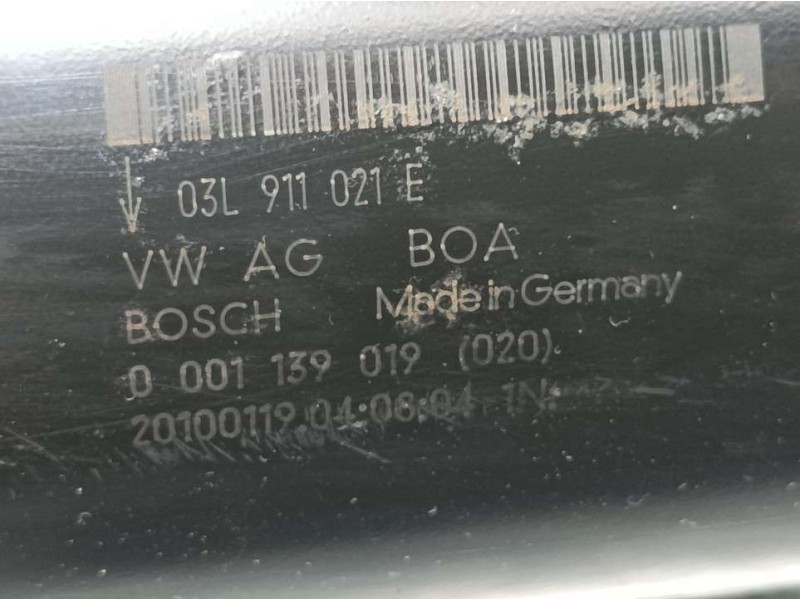 03L 911 021 E
VW AG BOA
BOSCH Made in Germany
0 001 139 019 (020)
20100119 04:08:04